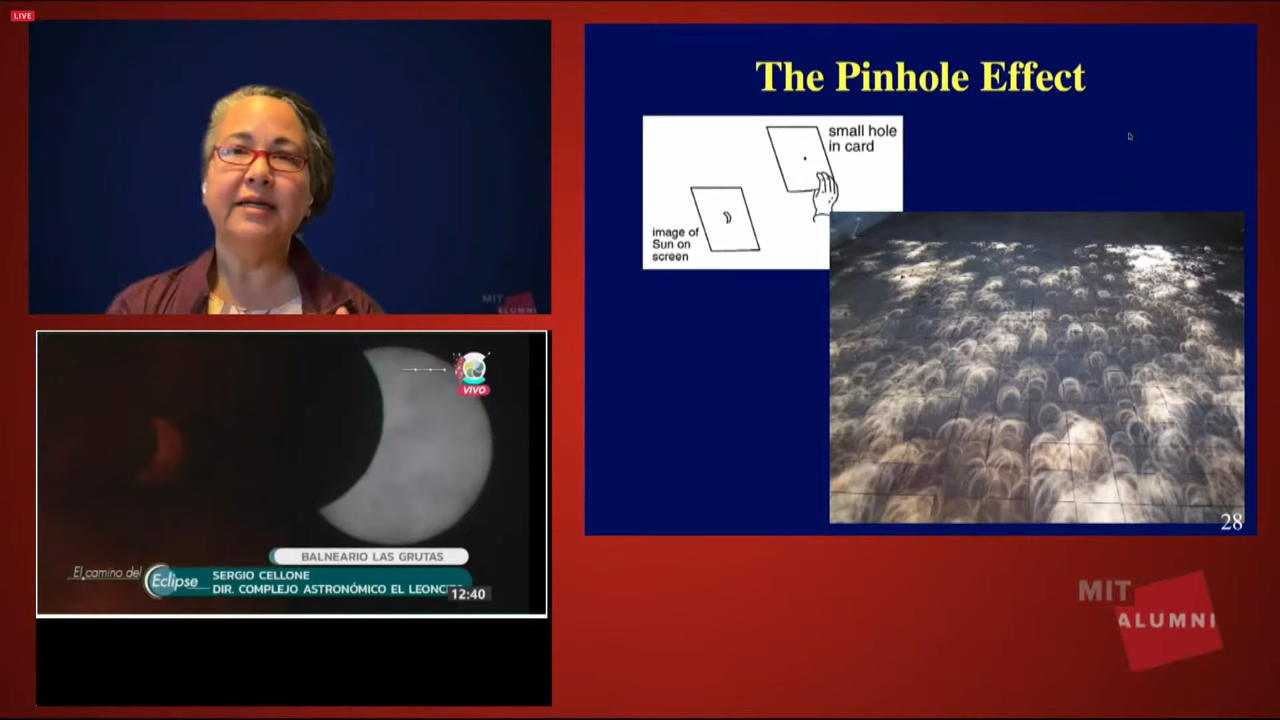 LIVE
The Pinhole Effect
small hole
in card
image of
Sun on
screen
28
MIT
ALUMNI
VIVO
BALNEARIO LAS GRUTAS
El camino del
Eclipse
SERGIO CELLONE
DIR. COMPLEJO ASTRONÓMICO EL LEONC
12:40
MIT
ALUMNI